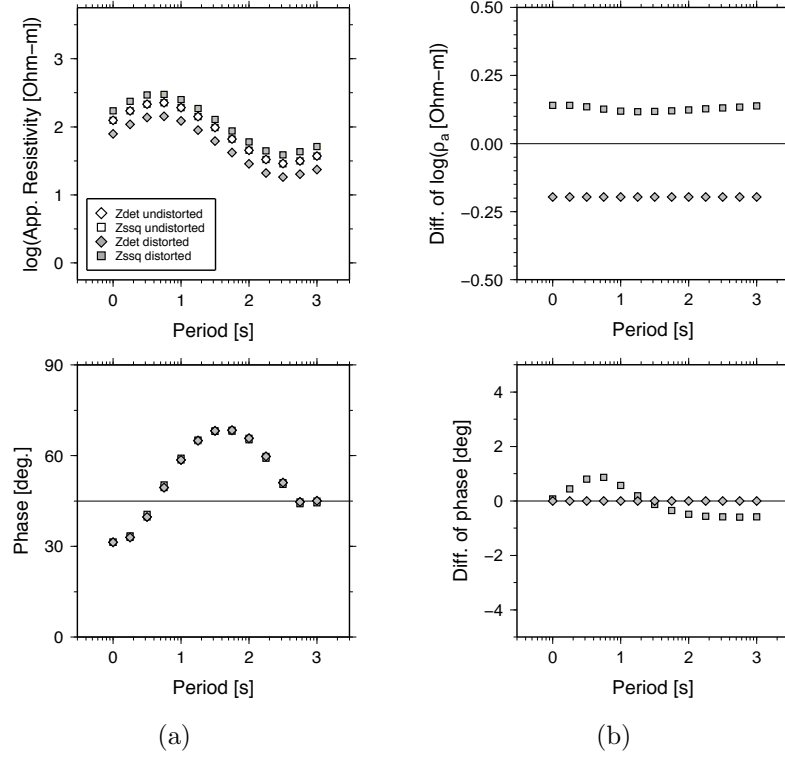 log(App. Resistivity [Ohm−m])
3
2
1
0
Zdet undistorted
Zssq undistorted
Zdet distorted
Zssq distorted
0 1 2 3
Period [s]
Diff. of log(ρa [Ohm−m])
0.50
0.25
0.00
−0.25
−0.50
0 1 2 3
Period [s]
Phase [deg.]
90
60
30
0
0 1 2 3
Period [s]
Diff. of phase [deg]
4
2
0
−2
−4
0 1 2 3
Period [s]
(a)
(b)